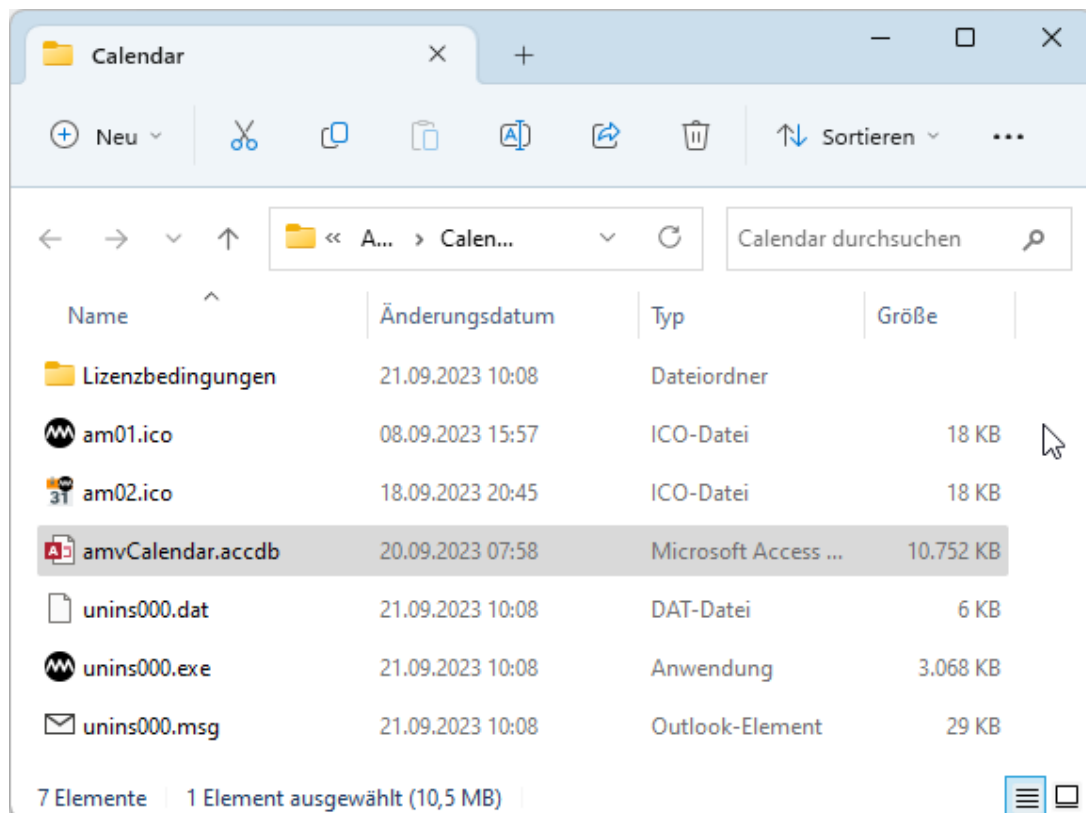 Calendar
Neu
Sortieren
« A... › Calen...
Calendar durchsuchen
Name Änderungsdatum Typ Größe
Lizenzbedingungen 21.09.2023 10:08 Dateiordner
am01.ico 08.09.2023 15:57 ICO-Datei 18 KB
31 am02.ico 18.09.2023 20:45 ICO-Datei 18 KB
A amvCalendar.accdb 20.09.2023 07:58 Microsoft Access ... 10.752 KB
unins000.dat 21.09.2023 10:08 DAT-Datei 6 KB
unins000.exe 21.09.2023 10:08 Anwendung 3.068 KB
unins000.msg 21.09.2023 10:08 Outlook-Element 29 KB
7 Elemente 1 Element ausgewählt (10,5 MB)